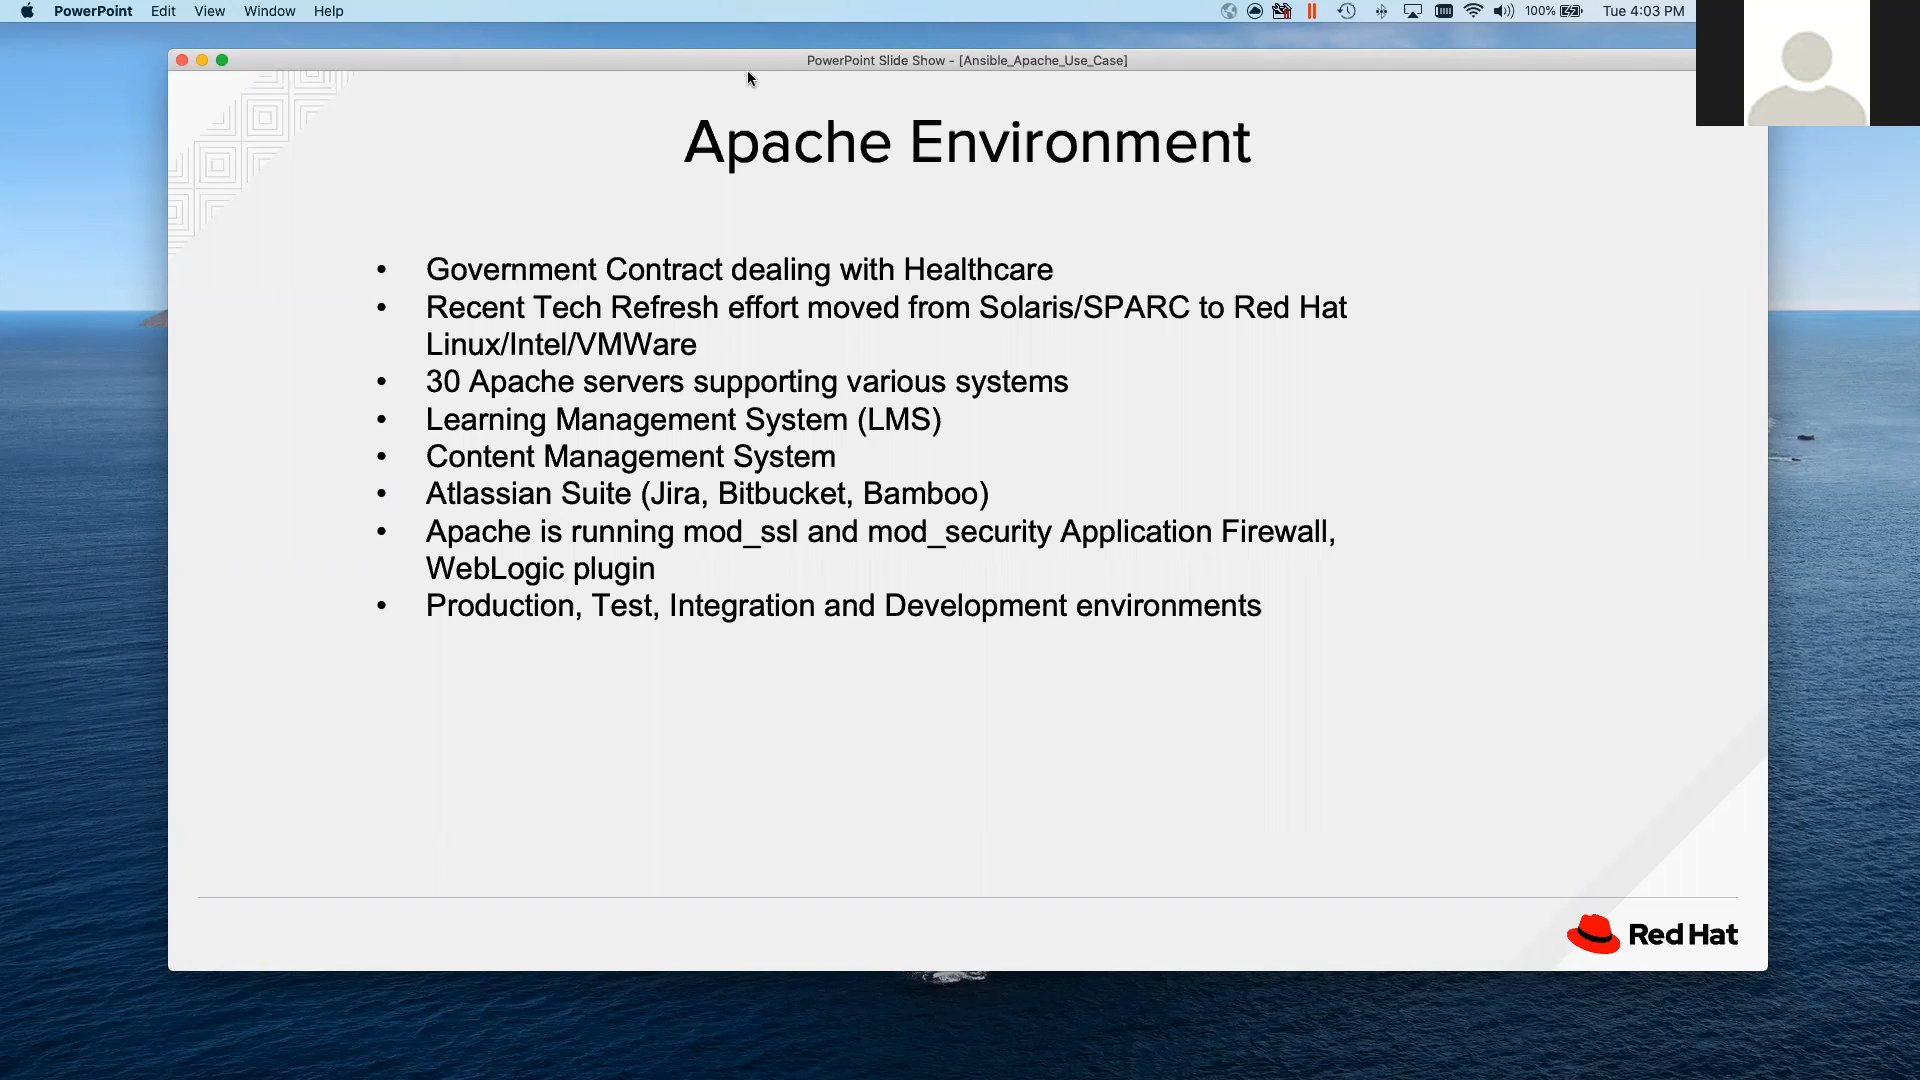 PowerPoint Edit View Window Help 100% Tue 4:03 PM
PowerPoint Slide Show - [Ansible_Apache_Use_Case]
Apache Environment
• Government Contract dealing with Healthcare
• Recent Tech Refresh effort moved from Solaris/SPARC to Red Hat
Linux/Intel/VMWare
• 30 Apache servers supporting various systems
• Learning Management System (LMS)
• Content Management System
• Atlassian Suite (Jira, Bitbucket, Bamboo)
• Apache is running mod_ssl and mod_security Application Firewall,
WebLogic plugin
• Production, Test, Integration and Development environments
Red Hat